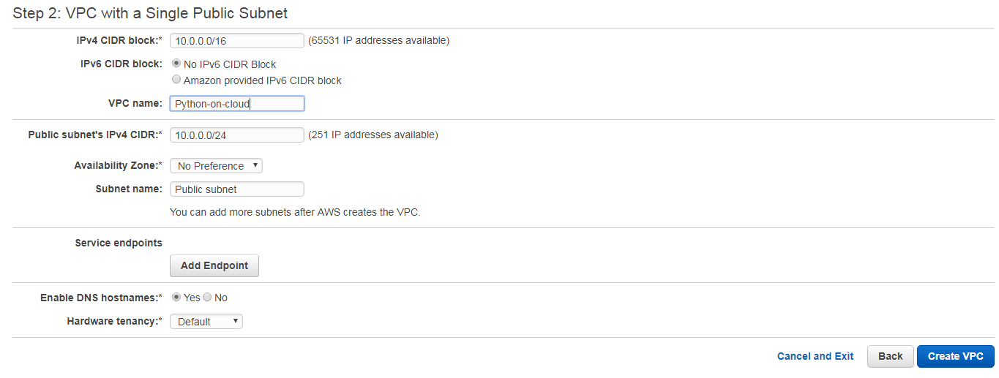 Step 2: VPC with a Single Public Subnet
IPv4 CIDR block:* 10.0.0.0/16 (65531 IP addresses available)
IPv6 CIDR block: No IPv6 CIDR Block
Amazon provided IPv6 CIDR block
VPC name: Python-on-cloud
Public subnet's IPv4 CIDR:* 10.0.0.0/24 (251 IP addresses available)
Availability Zone:* No Preference
Subnet name: Public subnet
You can add more subnets after AWS creates the VPC.
Service endpoints
Add Endpoint
Enable DNS hostnames:* Yes No
Hardware tenancy:* Default
Cancel and Exit Back Create VPC